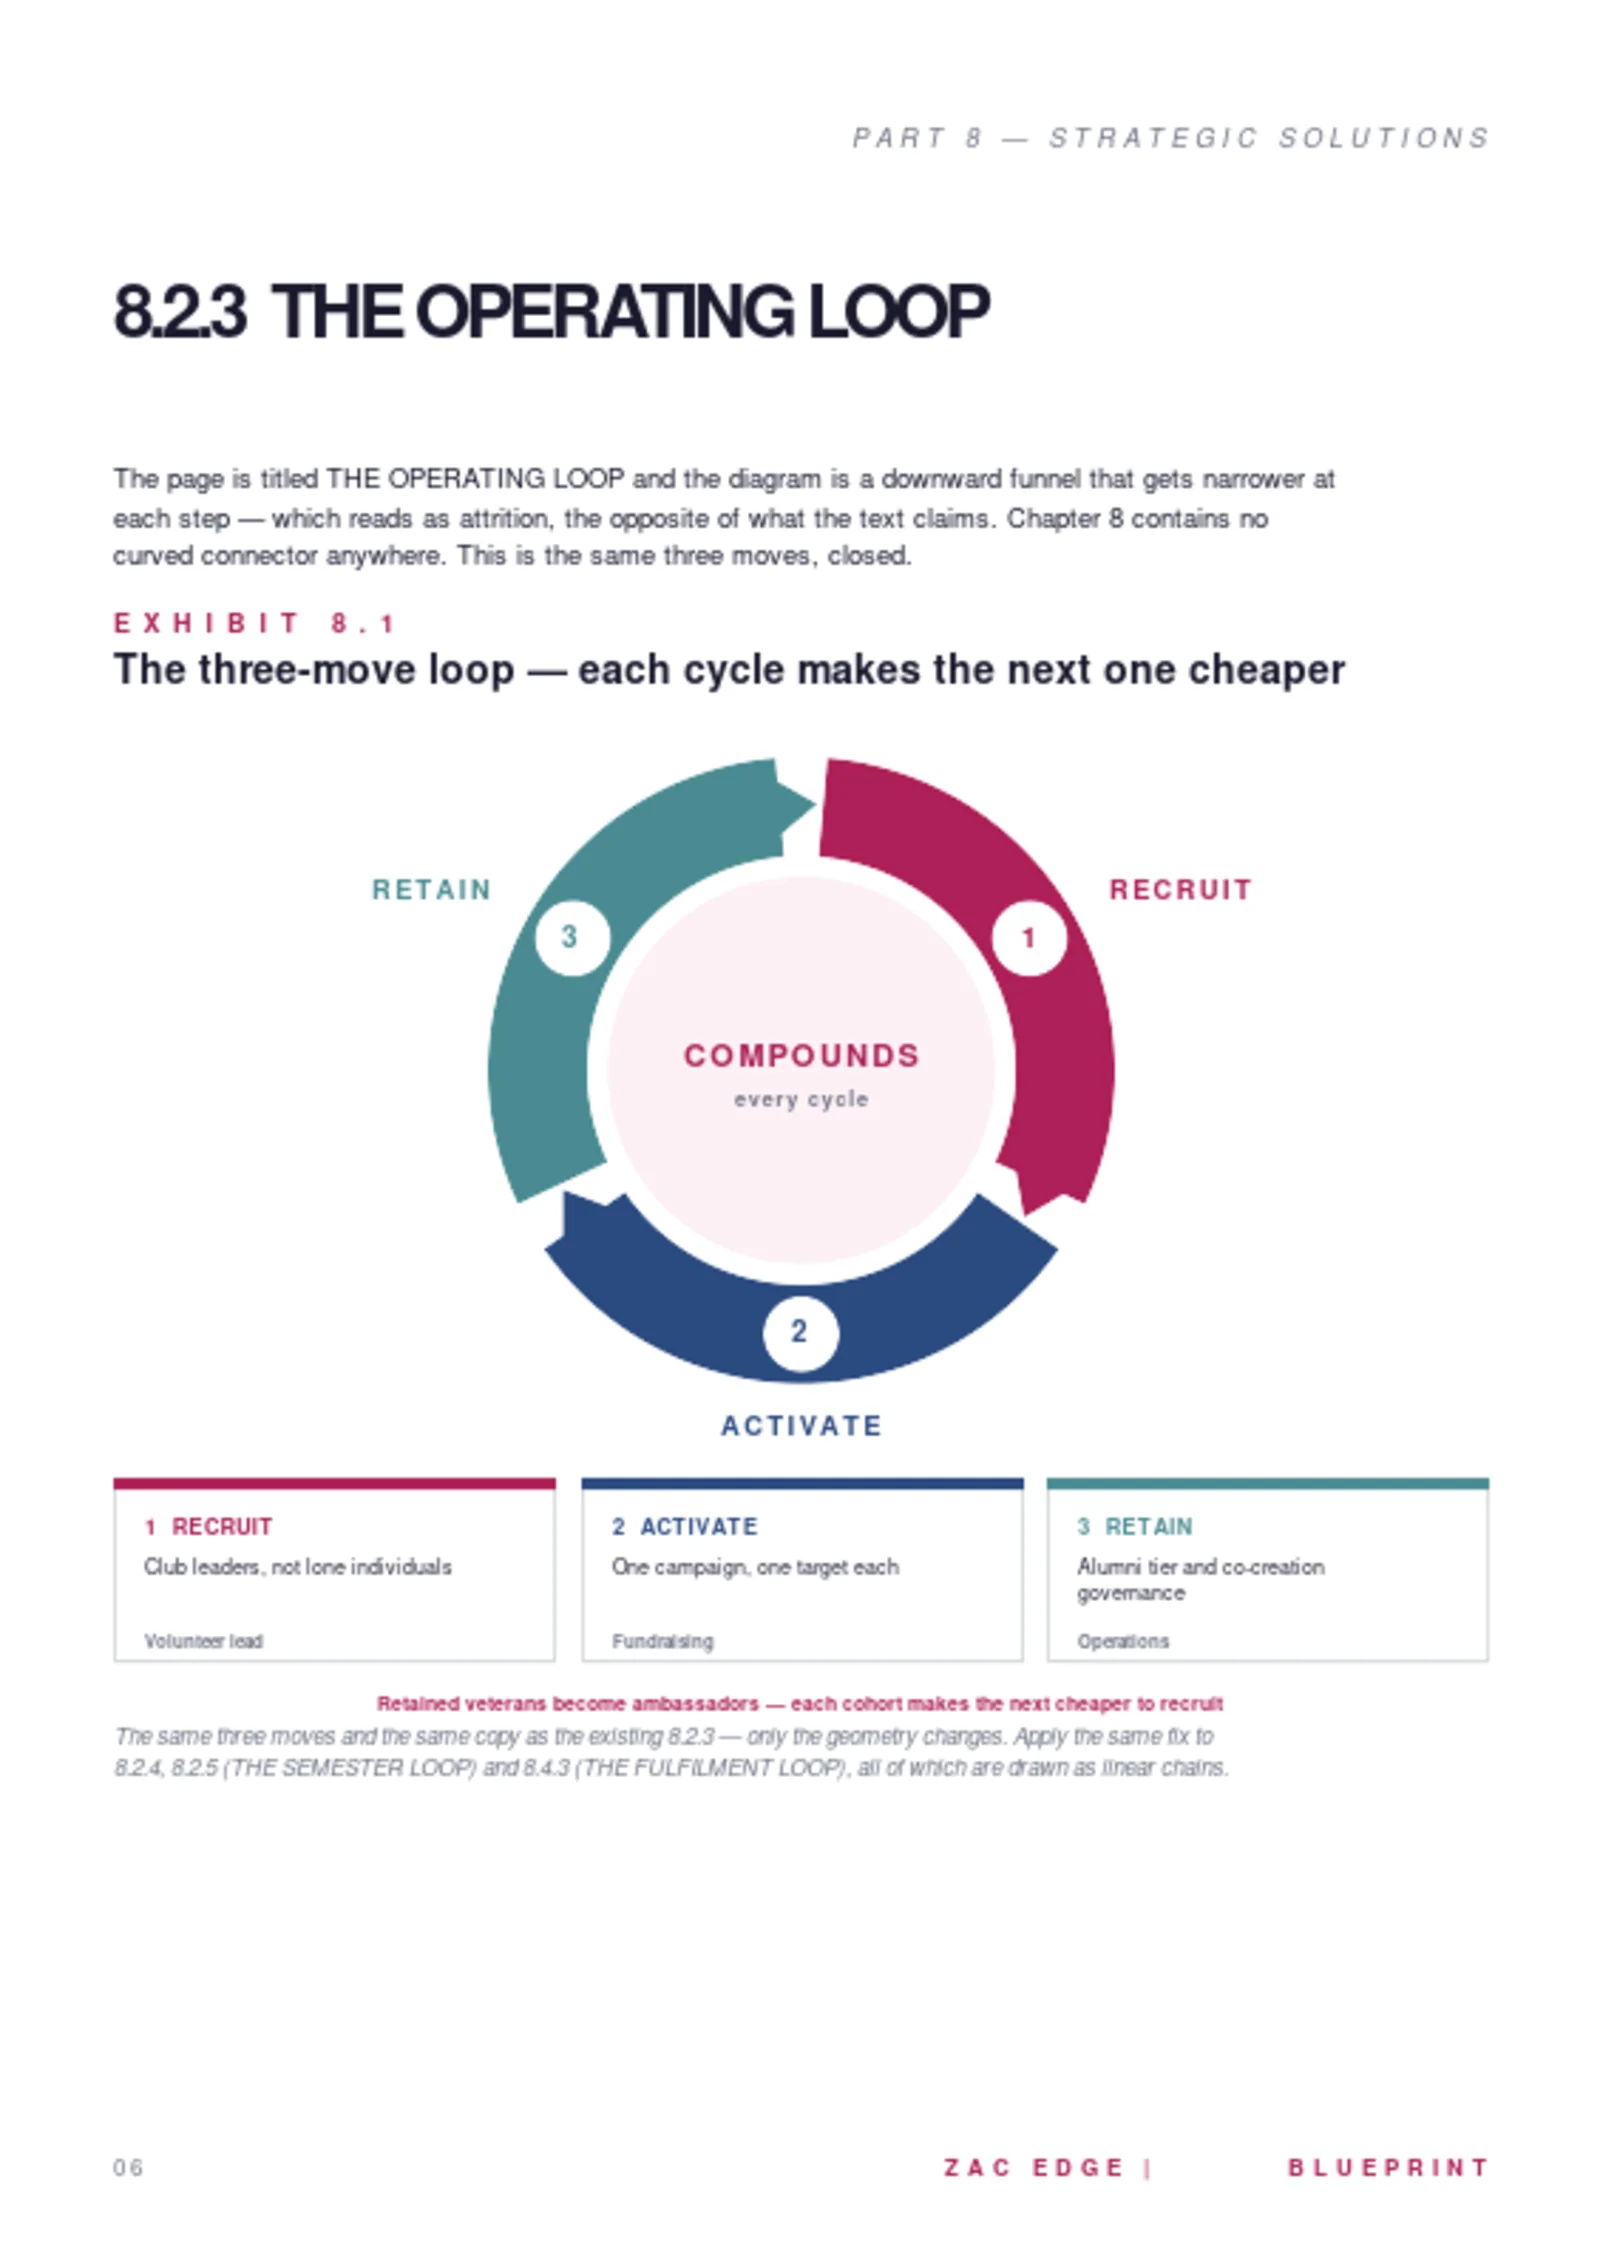 PART 8 — STRATEGIC SOLUTIONS
8.2.3 THE OPERATING LOOP
The page is titled THE OPERATING LOOP and the diagram is a downward funnel that gets narrower at
each step — which reads as attrition, the opposite of what the text claims. Chapter 8 contains no
curved connector anywhere. This is the same three moves, closed.
EXHIBIT 8.1
The three-move loop — each cycle makes the next one cheaper
RETAIN
RECRUIT
3
1
COMPOUNDS
every cycle
2
ACTIVATE
1 RECRUIT
Club leaders, not lone individuals
Volunteer lead
2 ACTIVATE
One campaign, one target each
Fundraising
3 RETAIN
Alumni tier and co-creation
governance
Operations
Retained veterans become ambassadors — each cohort makes the next cheaper to recruit
The same three moves and the same copy as the existing 8.2.3 — only the geometry changes. Apply the same fix to
8.2.4, 8.2.5 (THE SEMESTER LOOP) and 8.4.3 (THE FULFILMENT LOOP), all of which are drawn as linear chains.
06
ZAC EDGE | BLUEPRINT